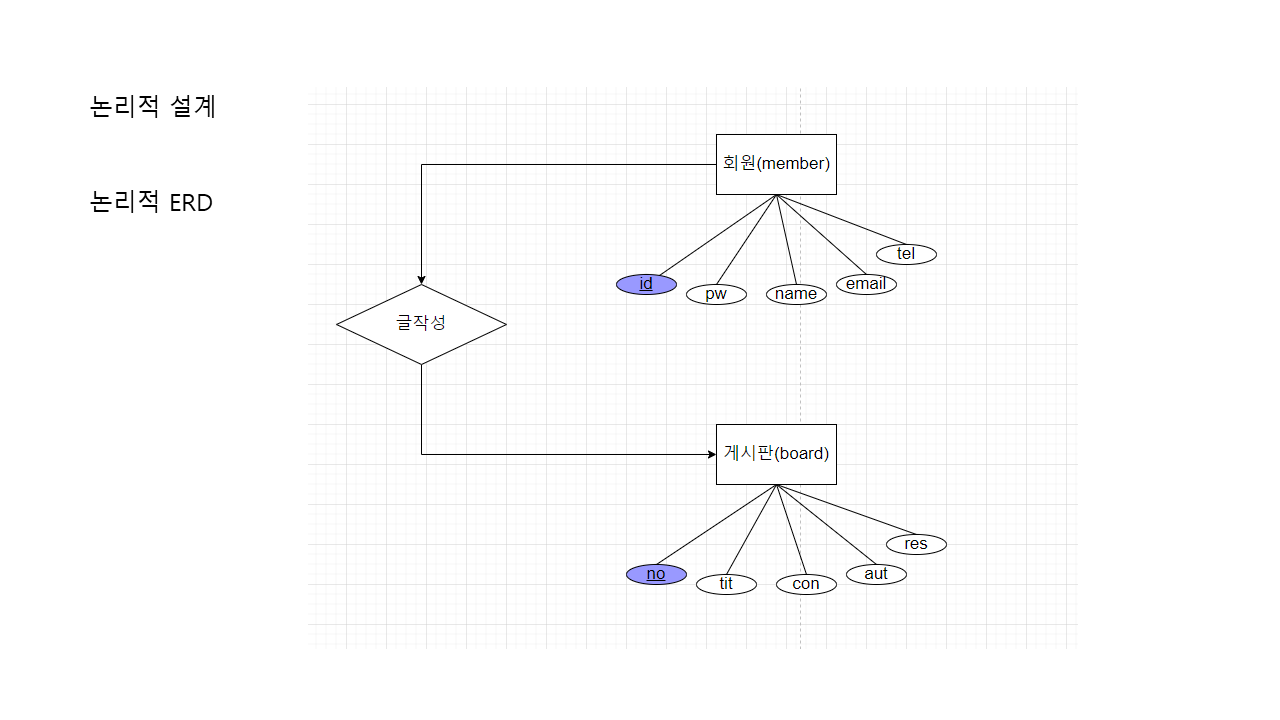 논리적 설계
논리적 ERD
회원(member)
id
pw
name
email
tel
글작성
게시판(board)
no
tit
con
aut
res